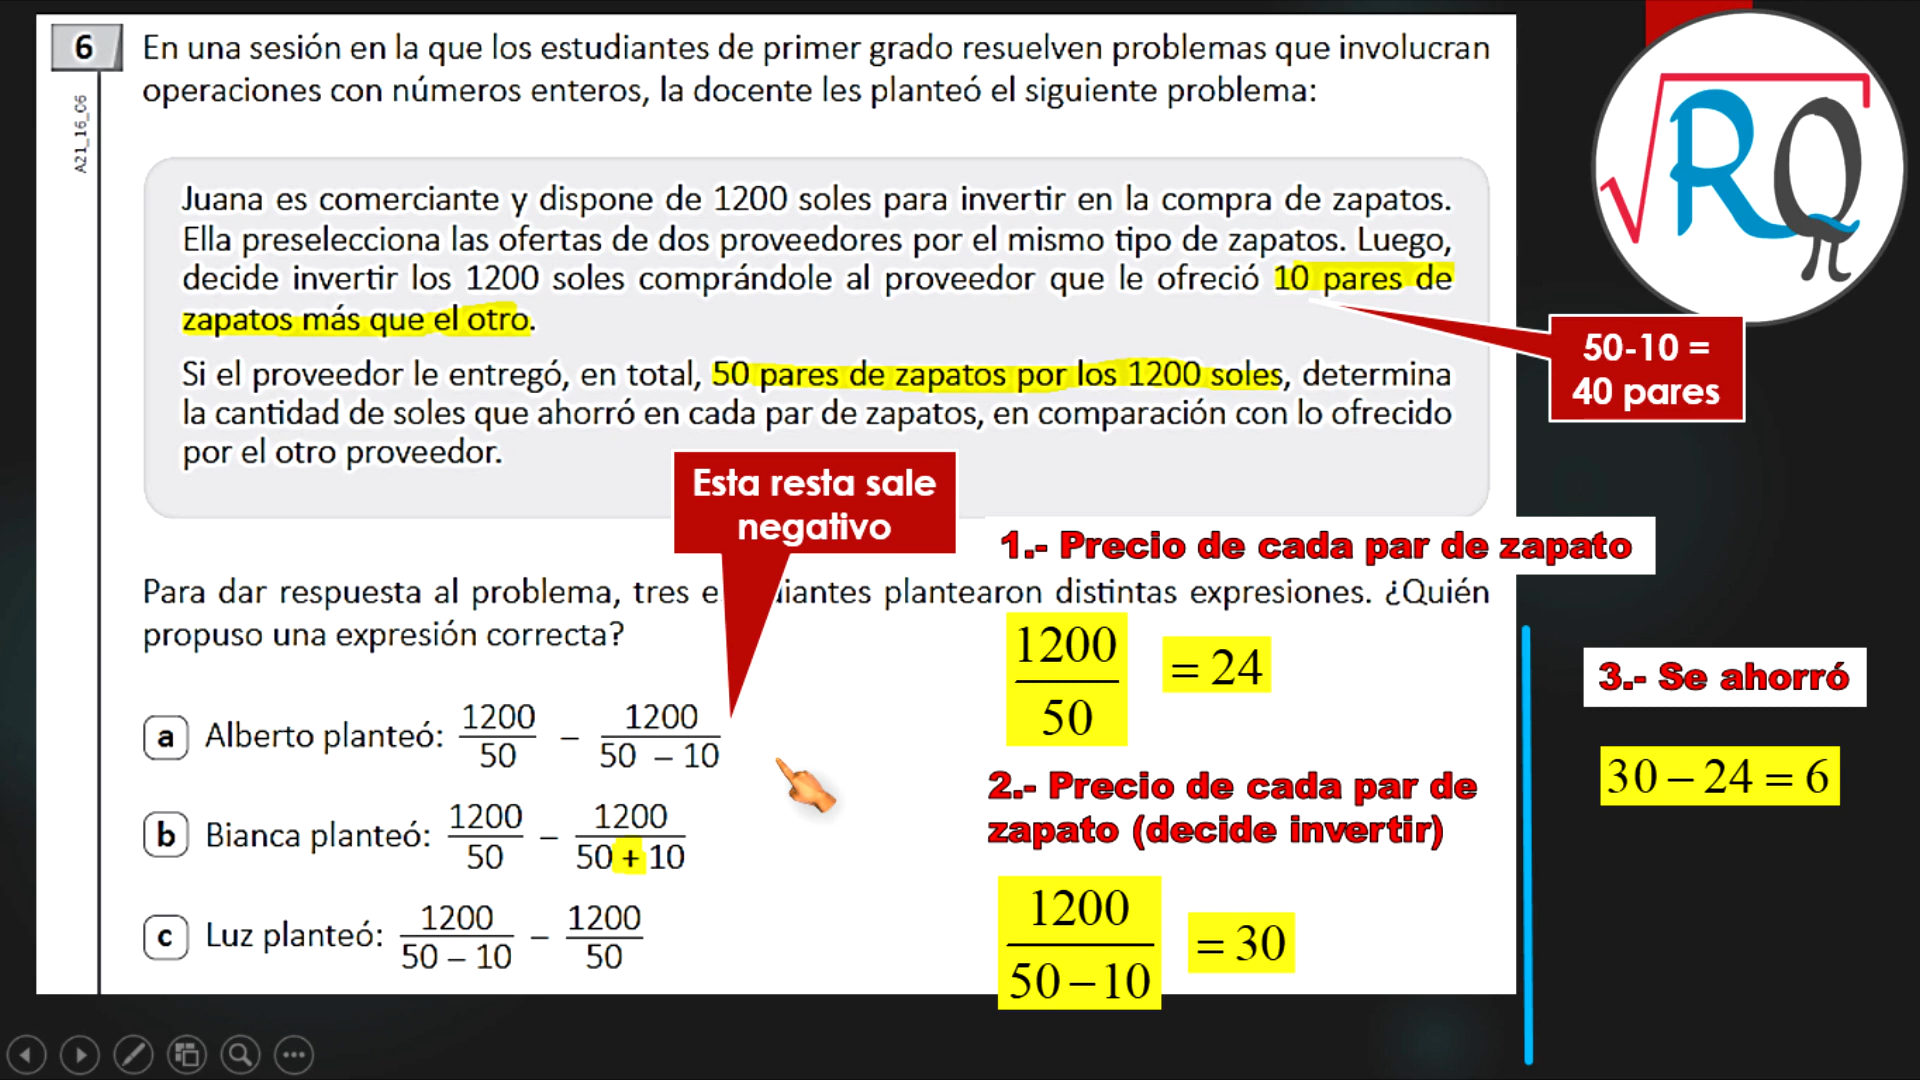 6
A21_16_C6
En una sesión en la que los estudiantes de primer grado resuelven problemas que involucran
operaciones con números enteros, la docente les planteó el siguiente problema:
Juana es comerciante y dispone de 1200 soles para invertir en la compra de zapatos.
Ella preselecciona las ofertas de dos proveedores por el mismo tipo de zapatos. Luego,
decide invertir los 1200 soles comprándole al proveedor que le ofreció 10 pares de
zapatos más que el otro.
Si el proveedor le entregó, en total, 50 pares de zapatos por los 1200 soles, determina
la cantidad de soles que ahorró en cada par de zapatos, en comparación con lo ofrecido
por el otro proveedor.
√RQπ
50-10 =
40 pares
Esta resta sale
negativo
Para dar respuesta al problema, tres e diantes plantearon distintas expresiones. ¿Quién
propuso una expresión correcta?
a Alberto planteó: 1200/50 – 1200/(50 – 10)
b Bianca planteó: 1200/50 – 1200/(50 + 10)
c Luz planteó: 1200/(50 – 10) – 1200/50
1.- Precio de cada par de zapato
1200/50 = 24
2.- Precio de cada par de
zapato (decide invertir)
1200/(50 – 10) = 30
3.- Se ahorró
30 – 24 = 6